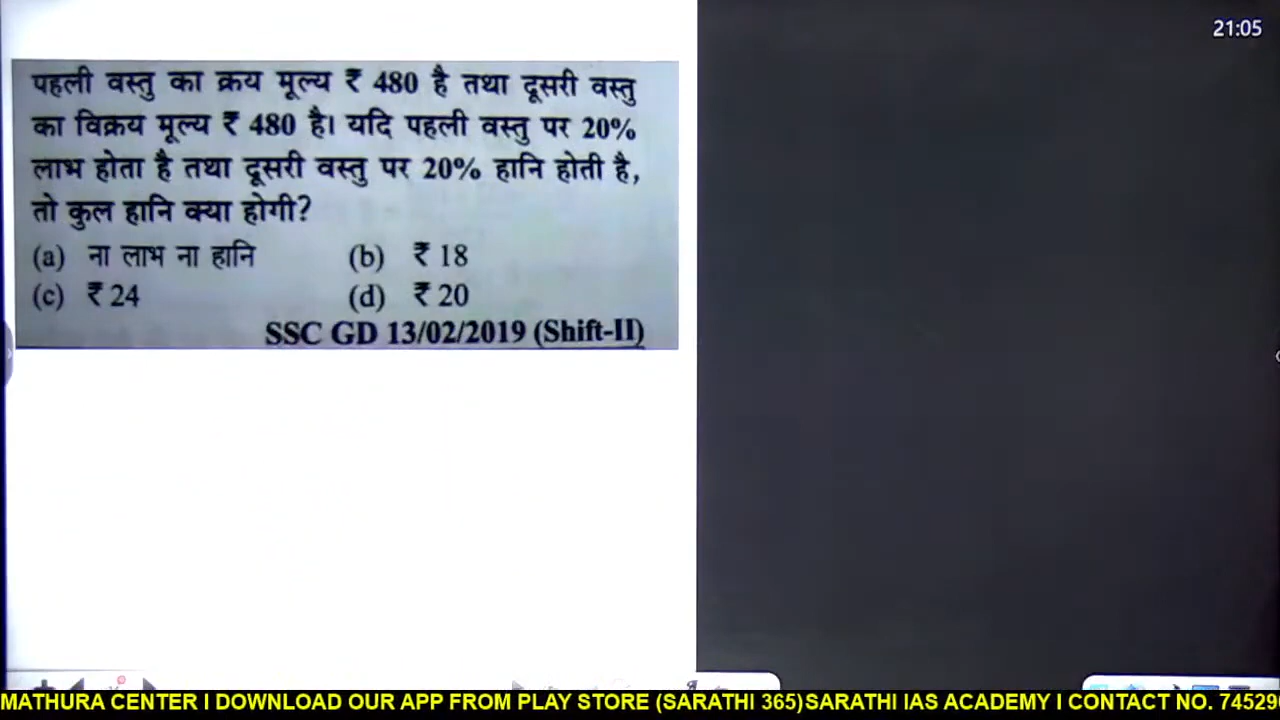 21:05
पहली वस्तु का क्रय मूल्य ₹ 480 है तथा दूसरी वस्तु
का विक्रय मूल्य ₹ 480 है। यदि पहली वस्तु पर 20%
लाभ होता है तथा दूसरी वस्तु पर 20% हानि होती है,
तो कुल हानि क्या होगी?
(a) ना लाभ ना हानि (b) ₹ 18
(c) ₹ 24 (d) ₹ 20
SSC GD 13/02/2019 (Shift-II)
MATHURA CENTER I DOWNLOAD OUR APP FROM PLAY STORE (SARATHI 365)SARATHI IAS ACADEMY I CONTACT NO. 74529